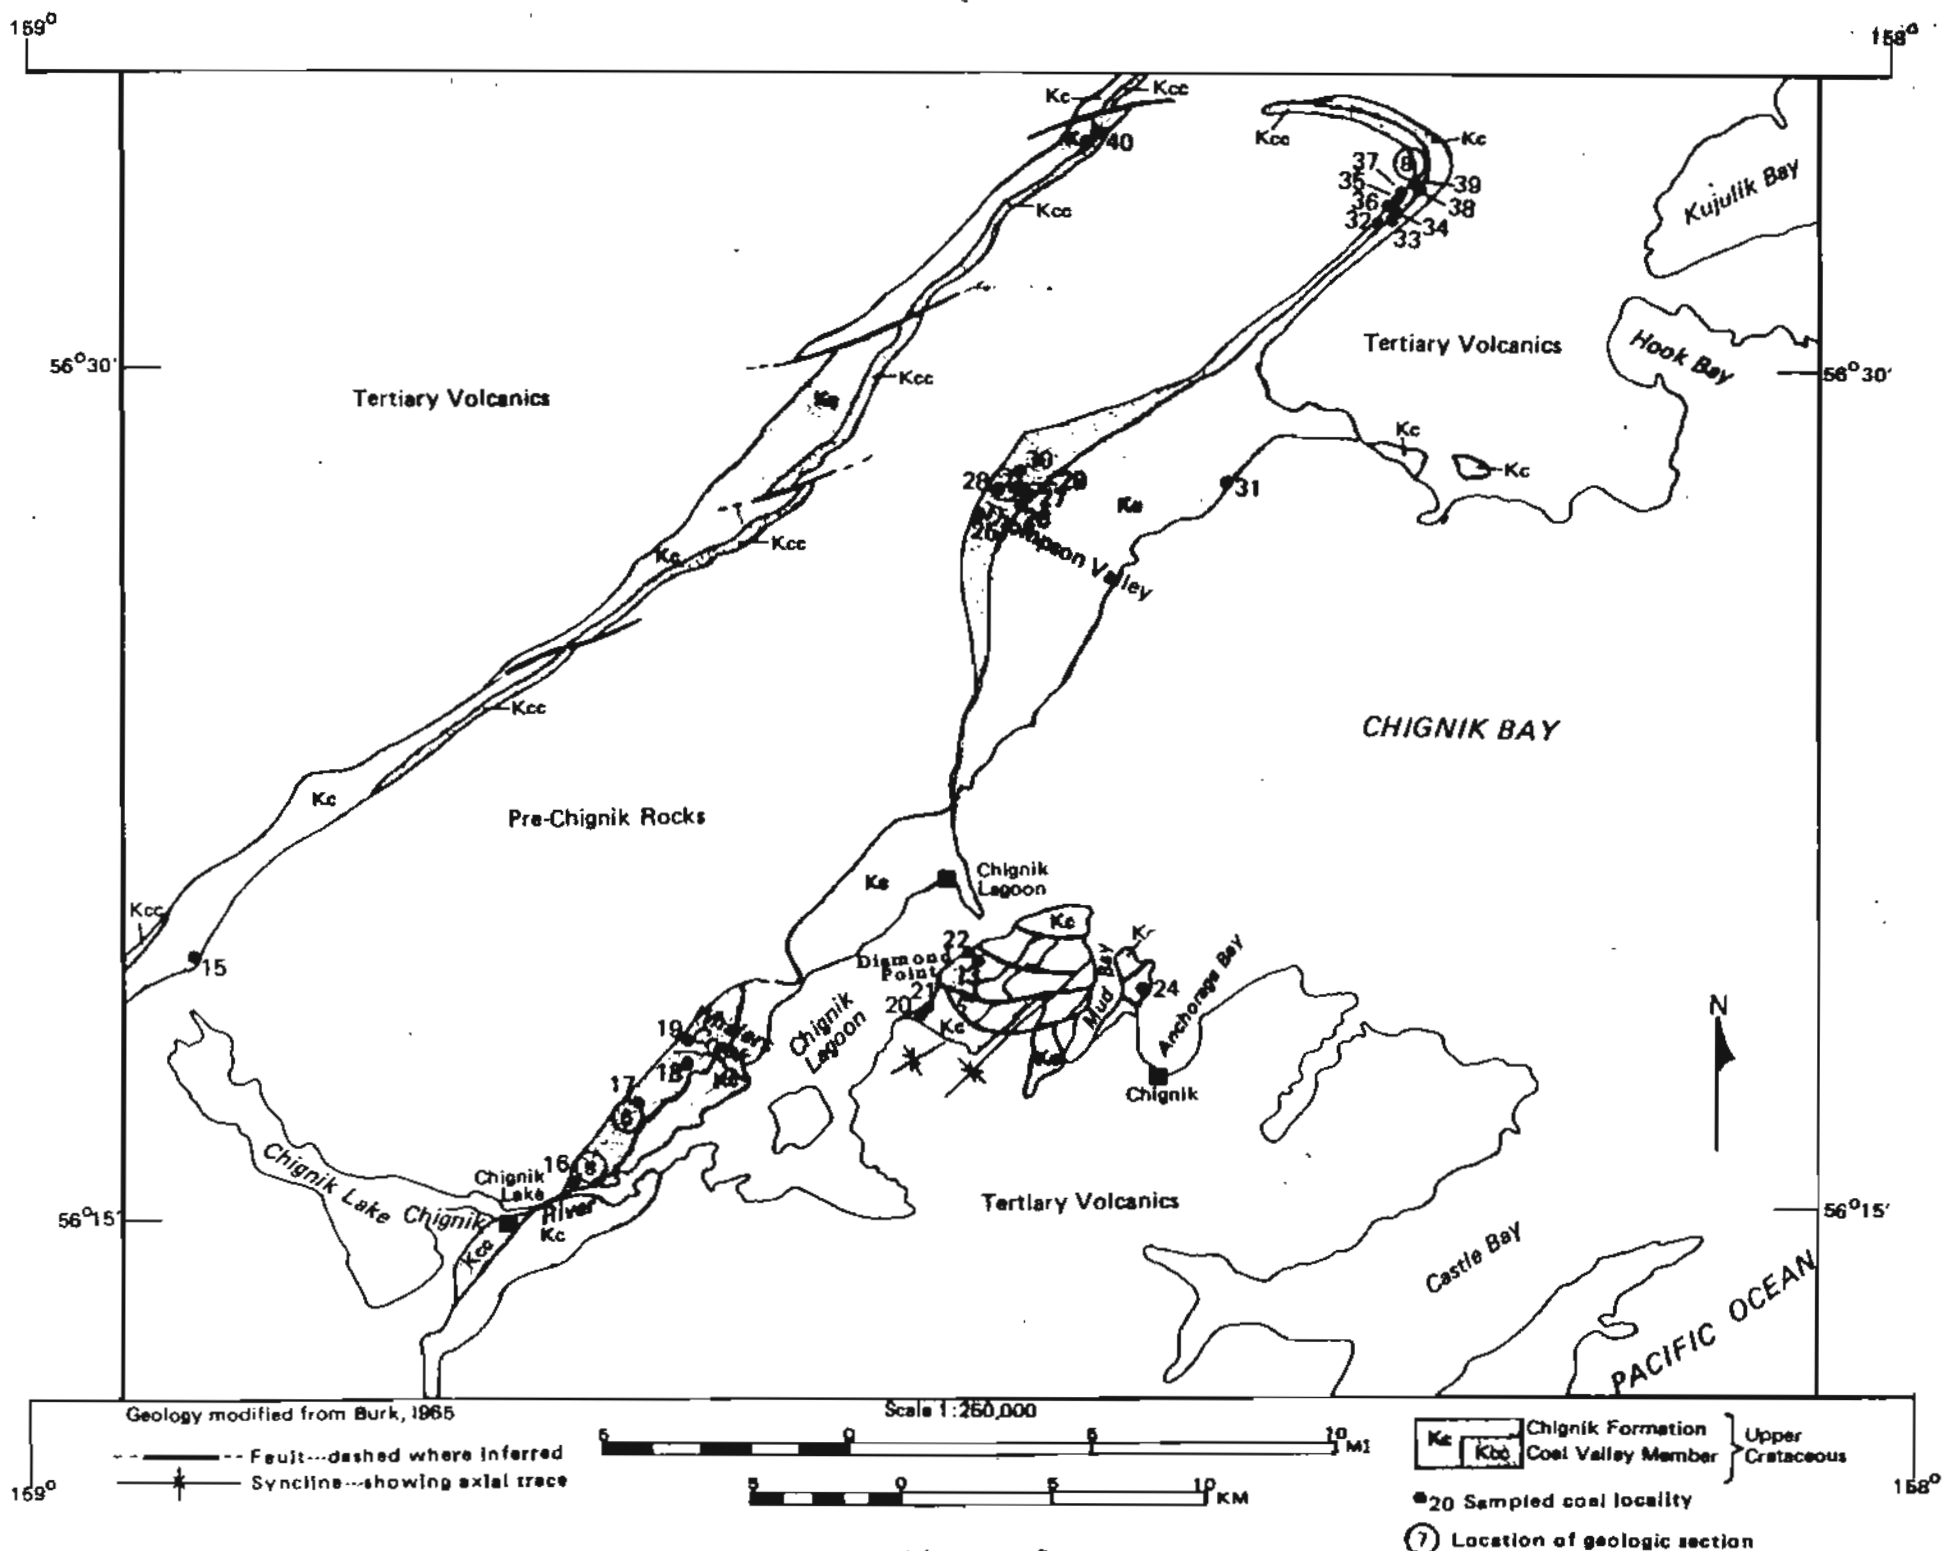 159°
158°
Kc
Kcc
40
Kcc
Kcc
Kc
37
35
36
32
39
38
34
33
Kujulik Bay
Hook Bay
56°30'
56°30'
Tertiary Volcanics
Tertiary Volcanics
Kcc
Kc
Kc
Kc
30
28
29
27
26
31
Kc
Kcc
Kc
Valley
Kcc
CHIGNIK BAY
Kc
Pre-Chignik Rocks
Kcc
15
Kc
Chignik
Lagoon
Kc
22
Diamond
Point
21
20
Kc
Mud Bay
24
Anchorage Bay
Chignik
Chignik
Lagoon
19
18
17
16
Kc
N
Chignik Lake
Chignik
Lake
Chignik
River
Kc
Kcc
56°15'
56°15'
Tertiary Volcanics
Castle Bay
PACIFIC OCEAN
Geology modified from Burk, 1965
Fault---dashed where inferred
Syncline---showing axial trace
Scale 1:250,000
5 0 5 10 MI
5 0 5 10 KM
Kc Chignik Formation
Kcc Coal Valley Member
Upper
Cretaceous
20 Sampled coal locality
7 Location of geologic section
159°
158°